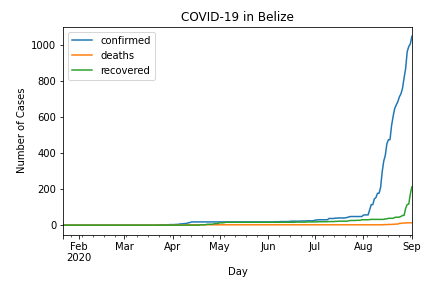 COVID-19 in Belize
confirmed
deaths
recovered
Number of Cases
1000
800
600
400
200
0
Feb Mar Apr May Jun Jul Aug Sep
2020
Day